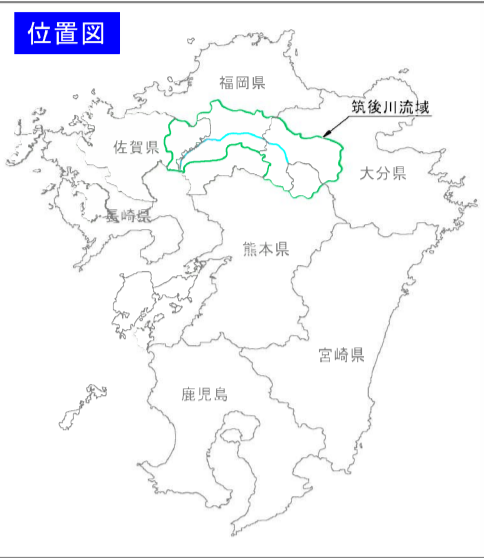 位置図
福岡県
筑後川流域
佐賀県
大分県
長崎県
熊本県
宮崎県
鹿児島